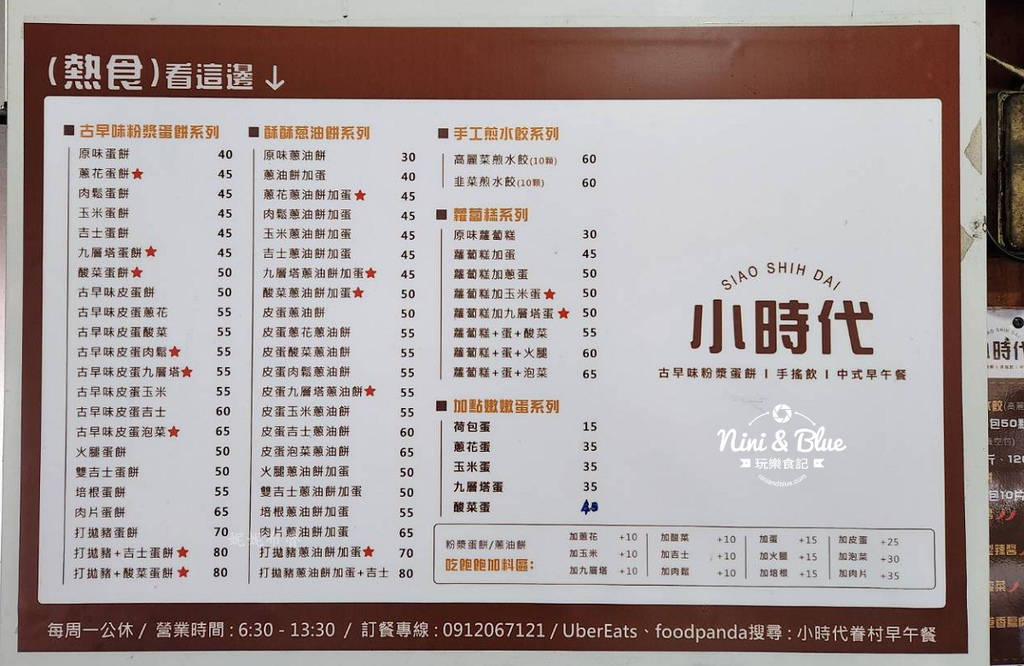 (熱食)看這邊↓
■ 古早味粉漿蛋餅系列
原味蛋餅 40
蔥花蛋餅★ 45
肉鬆蛋餅 45
玉米蛋餅 45
吉士蛋餅 45
九層塔蛋餅★ 45
酸菜蛋餅★ 50
古早味皮蛋餅 50
古早味皮蛋蔥花 55
古早味皮蛋酸菜 55
古早味皮蛋肉鬆★ 55
古早味皮蛋九層塔★ 55
古早味皮蛋玉米 55
古早味皮蛋吉士 60
古早味皮蛋泡菜★ 65
火腿蛋餅 50
雙吉士蛋餅 50
培根蛋餅 55
肉片蛋餅 65
打拋豬蛋餅 70
打拋豬+吉士蛋餅★ 80
打拋豬+酸菜蛋餅★ 80
■ 酥酥蔥油餅系列
原味蔥油餅 30
蔥油餅加蛋 40
蔥花蔥油餅加蛋★ 45
肉鬆蔥油餅加蛋 45
玉米蔥油餅加蛋 45
吉士蔥油餅加蛋 45
九層塔蔥油餅加蛋★ 45
酸菜蔥油餅加蛋★ 50
皮蛋蔥油餅 50
皮蛋蔥花蔥油餅 55
皮蛋酸菜蔥油餅 55
皮蛋肉鬆蔥油餅 55
皮蛋九層塔蔥油餅★ 55
皮蛋玉米蔥油餅 55
皮蛋吉士蔥油餅 60
皮蛋泡菜蔥油餅 65
火腿蔥油餅加蛋 50
雙吉士蔥油餅加蛋 50
培根蔥油餅加蛋 55
肉片蔥油餅加蛋 65
打拋豬蔥油餅加蛋★ 70
打拋豬蔥油餅加蛋+吉士 80
■ 手工煎水餃系列
高麗菜煎水餃(10顆) 60
韭菜煎水餃(10顆) 60
■ 蘿蔔糕系列
原味蘿蔔糕 30
蘿蔔糕加蛋 45
蘿蔔糕加蔥蛋 50
蘿蔔糕加玉米蛋★ 50
蘿蔔糕加九層塔蛋★ 50
蘿蔔糕+蛋+酸菜 55
蘿蔔糕+蛋+火腿 60
蘿蔔糕+蛋+泡菜 65
■ 加點嫩嫩蛋系列
荷包蛋 15
蔥花蛋 35
玉米蛋 35
九層塔蛋 35
酸菜蛋
粉漿蛋餅/蔥油餅
吃飽飽加料區:
加蔥花 +10 加酸菜 +10 加蛋 +15 加皮蛋 +25
加玉米 +10 加吉士 +10 加火腿 +15 加泡菜 +30
加九層塔 +10 加肉鬆 +10 加培根 +15 加肉片 +35
SIAO SHIH DAI
小時代
古早味粉漿蛋餅 | 手搖飲 | 中式早午餐
Nini & Blue
玩樂食記
niniandblue.com
每周一公休 / 營業時間 : 6:30 - 13:30 / 訂餐專線 : 0912067121 / UberEats、foodpanda搜尋 : 小時代眷村早午餐